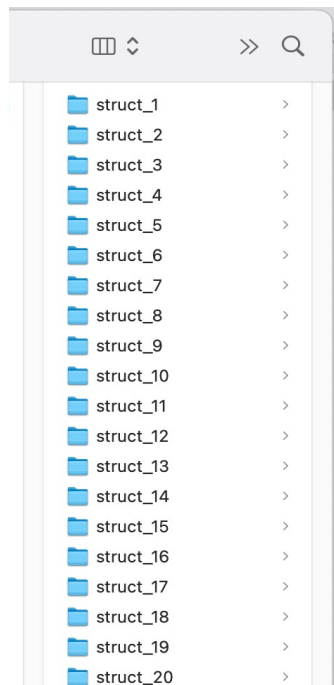 struct_1
struct_2
struct_3
struct_4
struct_5
struct_6
struct_7
struct_8
struct_9
struct_10
struct_11
struct_12
struct_13
struct_14
struct_15
struct_16
struct_17
struct_18
struct_19
struct_20